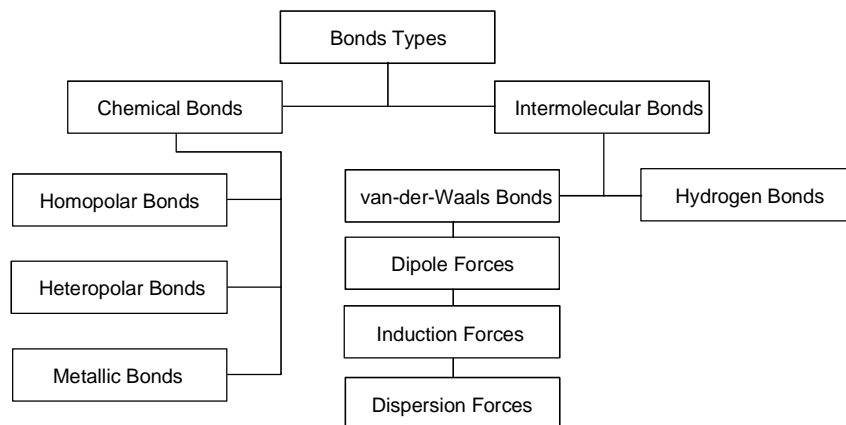 Bonds Types
Chemical Bonds
Intermolecular Bonds
Homopolar Bonds
van-der-Waals Bonds
Hydrogen Bonds
Dipole Forces
Heteropolar Bonds
Induction Forces
Metallic Bonds
Dispersion Forces